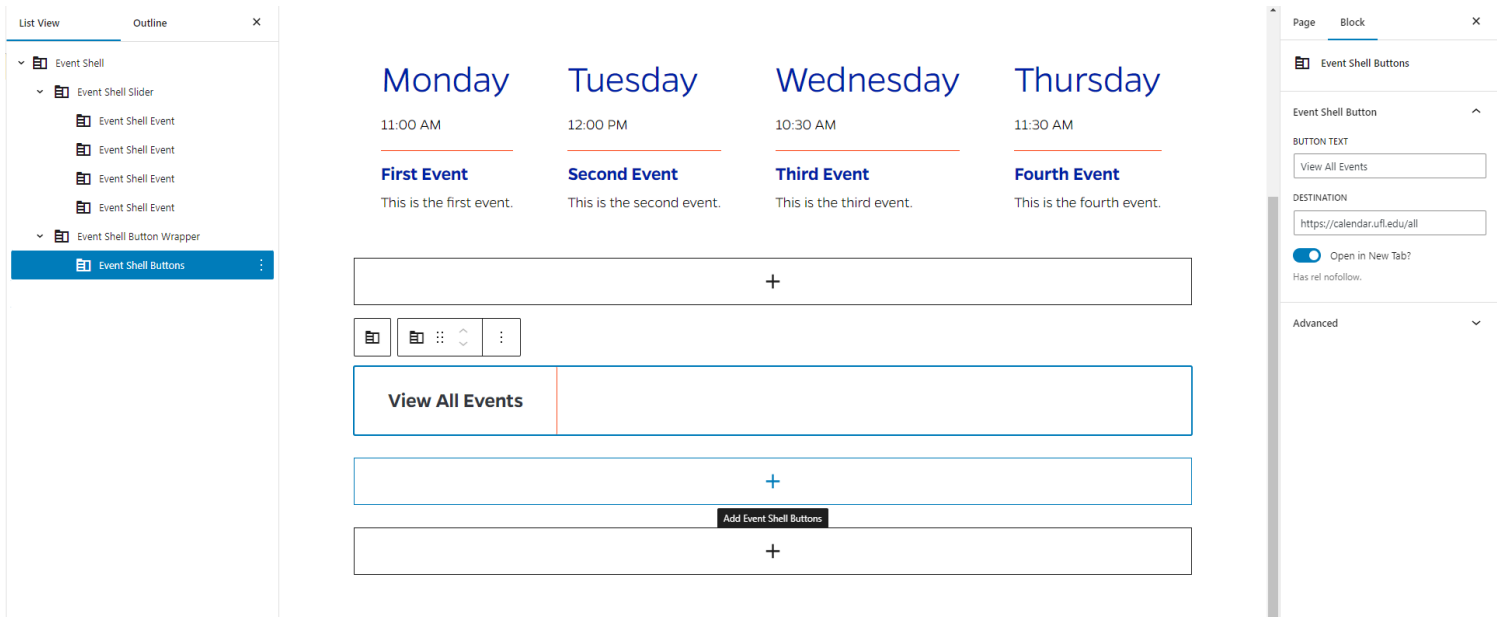 List View
Outline
Event Shell
Event Shell Slider
Event Shell Event
Event Shell Event
Event Shell Event
Event Shell Event
Event Shell Button Wrapper
Event Shell Buttons
Monday
11:00 AM
First Event
This is the first event.
Tuesday
12:00 PM
Second Event
This is the second event.
Wednesday
10:30 AM
Third Event
This is the third event.
Thursday
11:30 AM
Fourth Event
This is the fourth event.
View All Events
Add Event Shell Buttons
Page
Block
Event Shell Buttons
Event Shell Button
BUTTON TEXT
View All Events
DESTINATION
https://calendar.ufl.edu/all
Open in New Tab?
Has rel nofollow.
Advanced